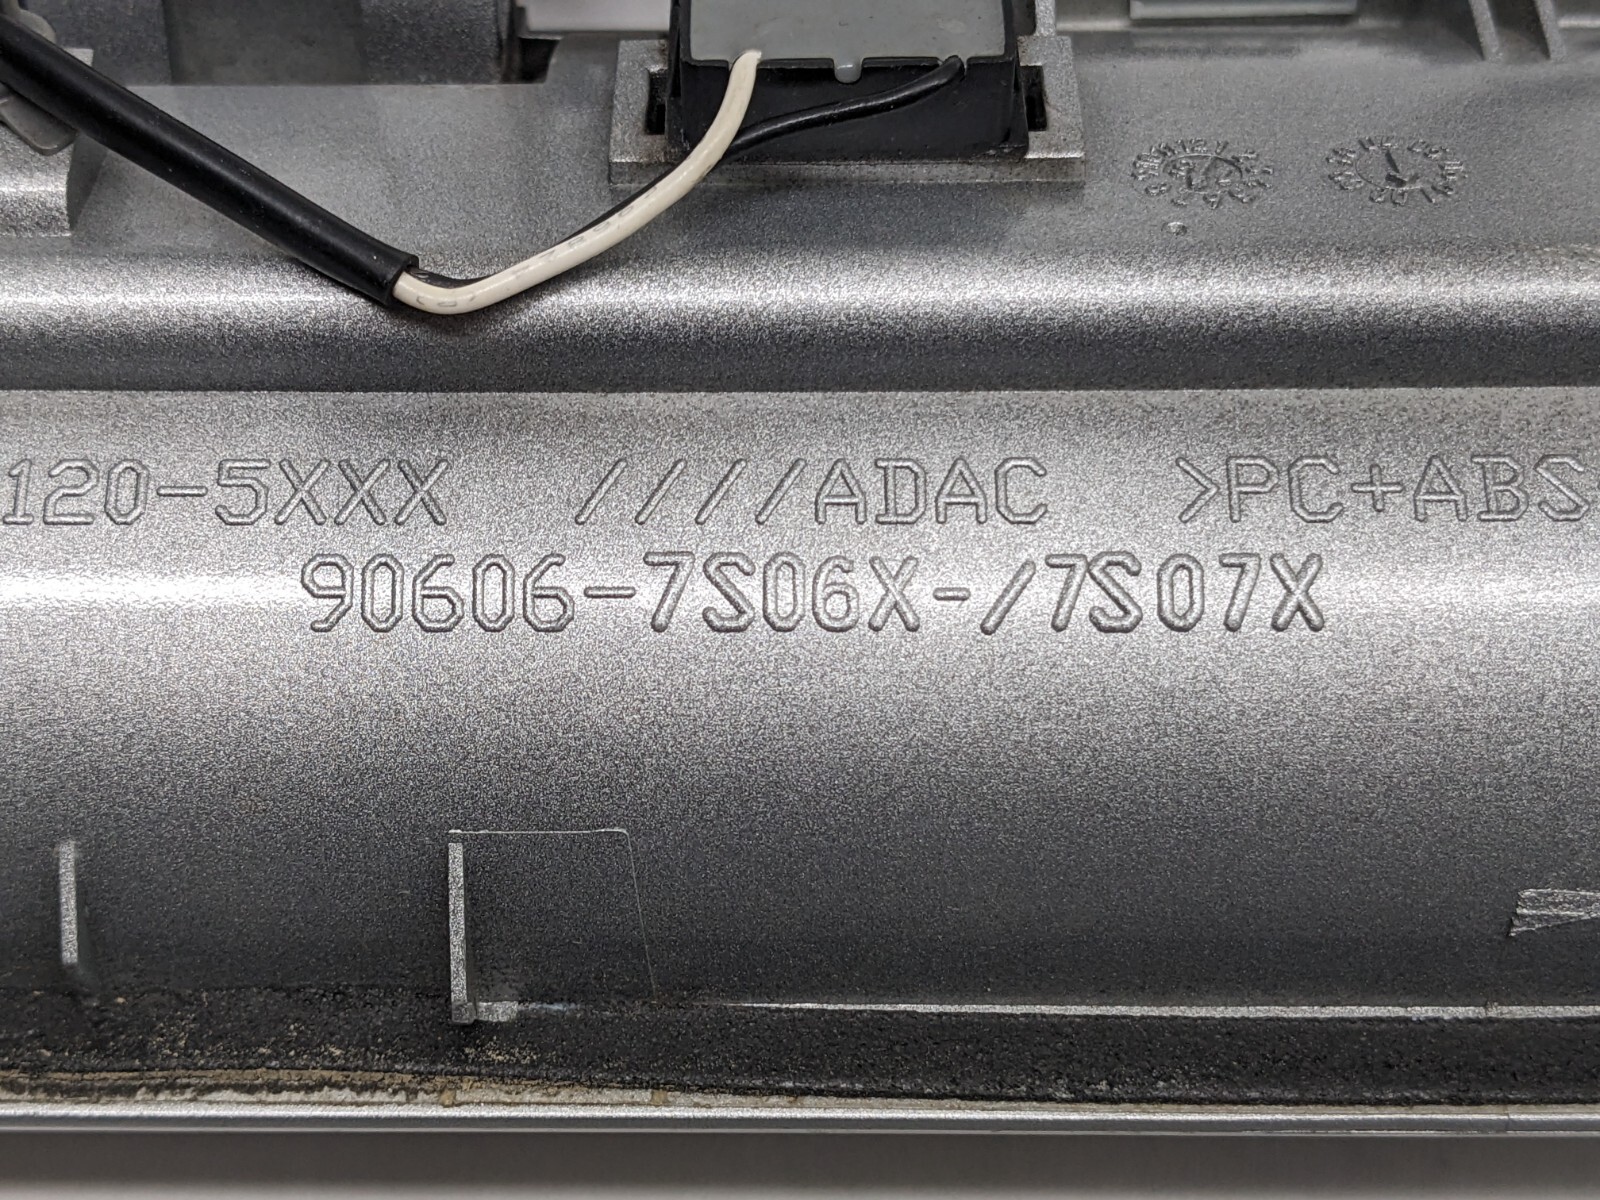 120-5XXX ////ADAC >PC+ABS
90606-7S06X-/7S07X